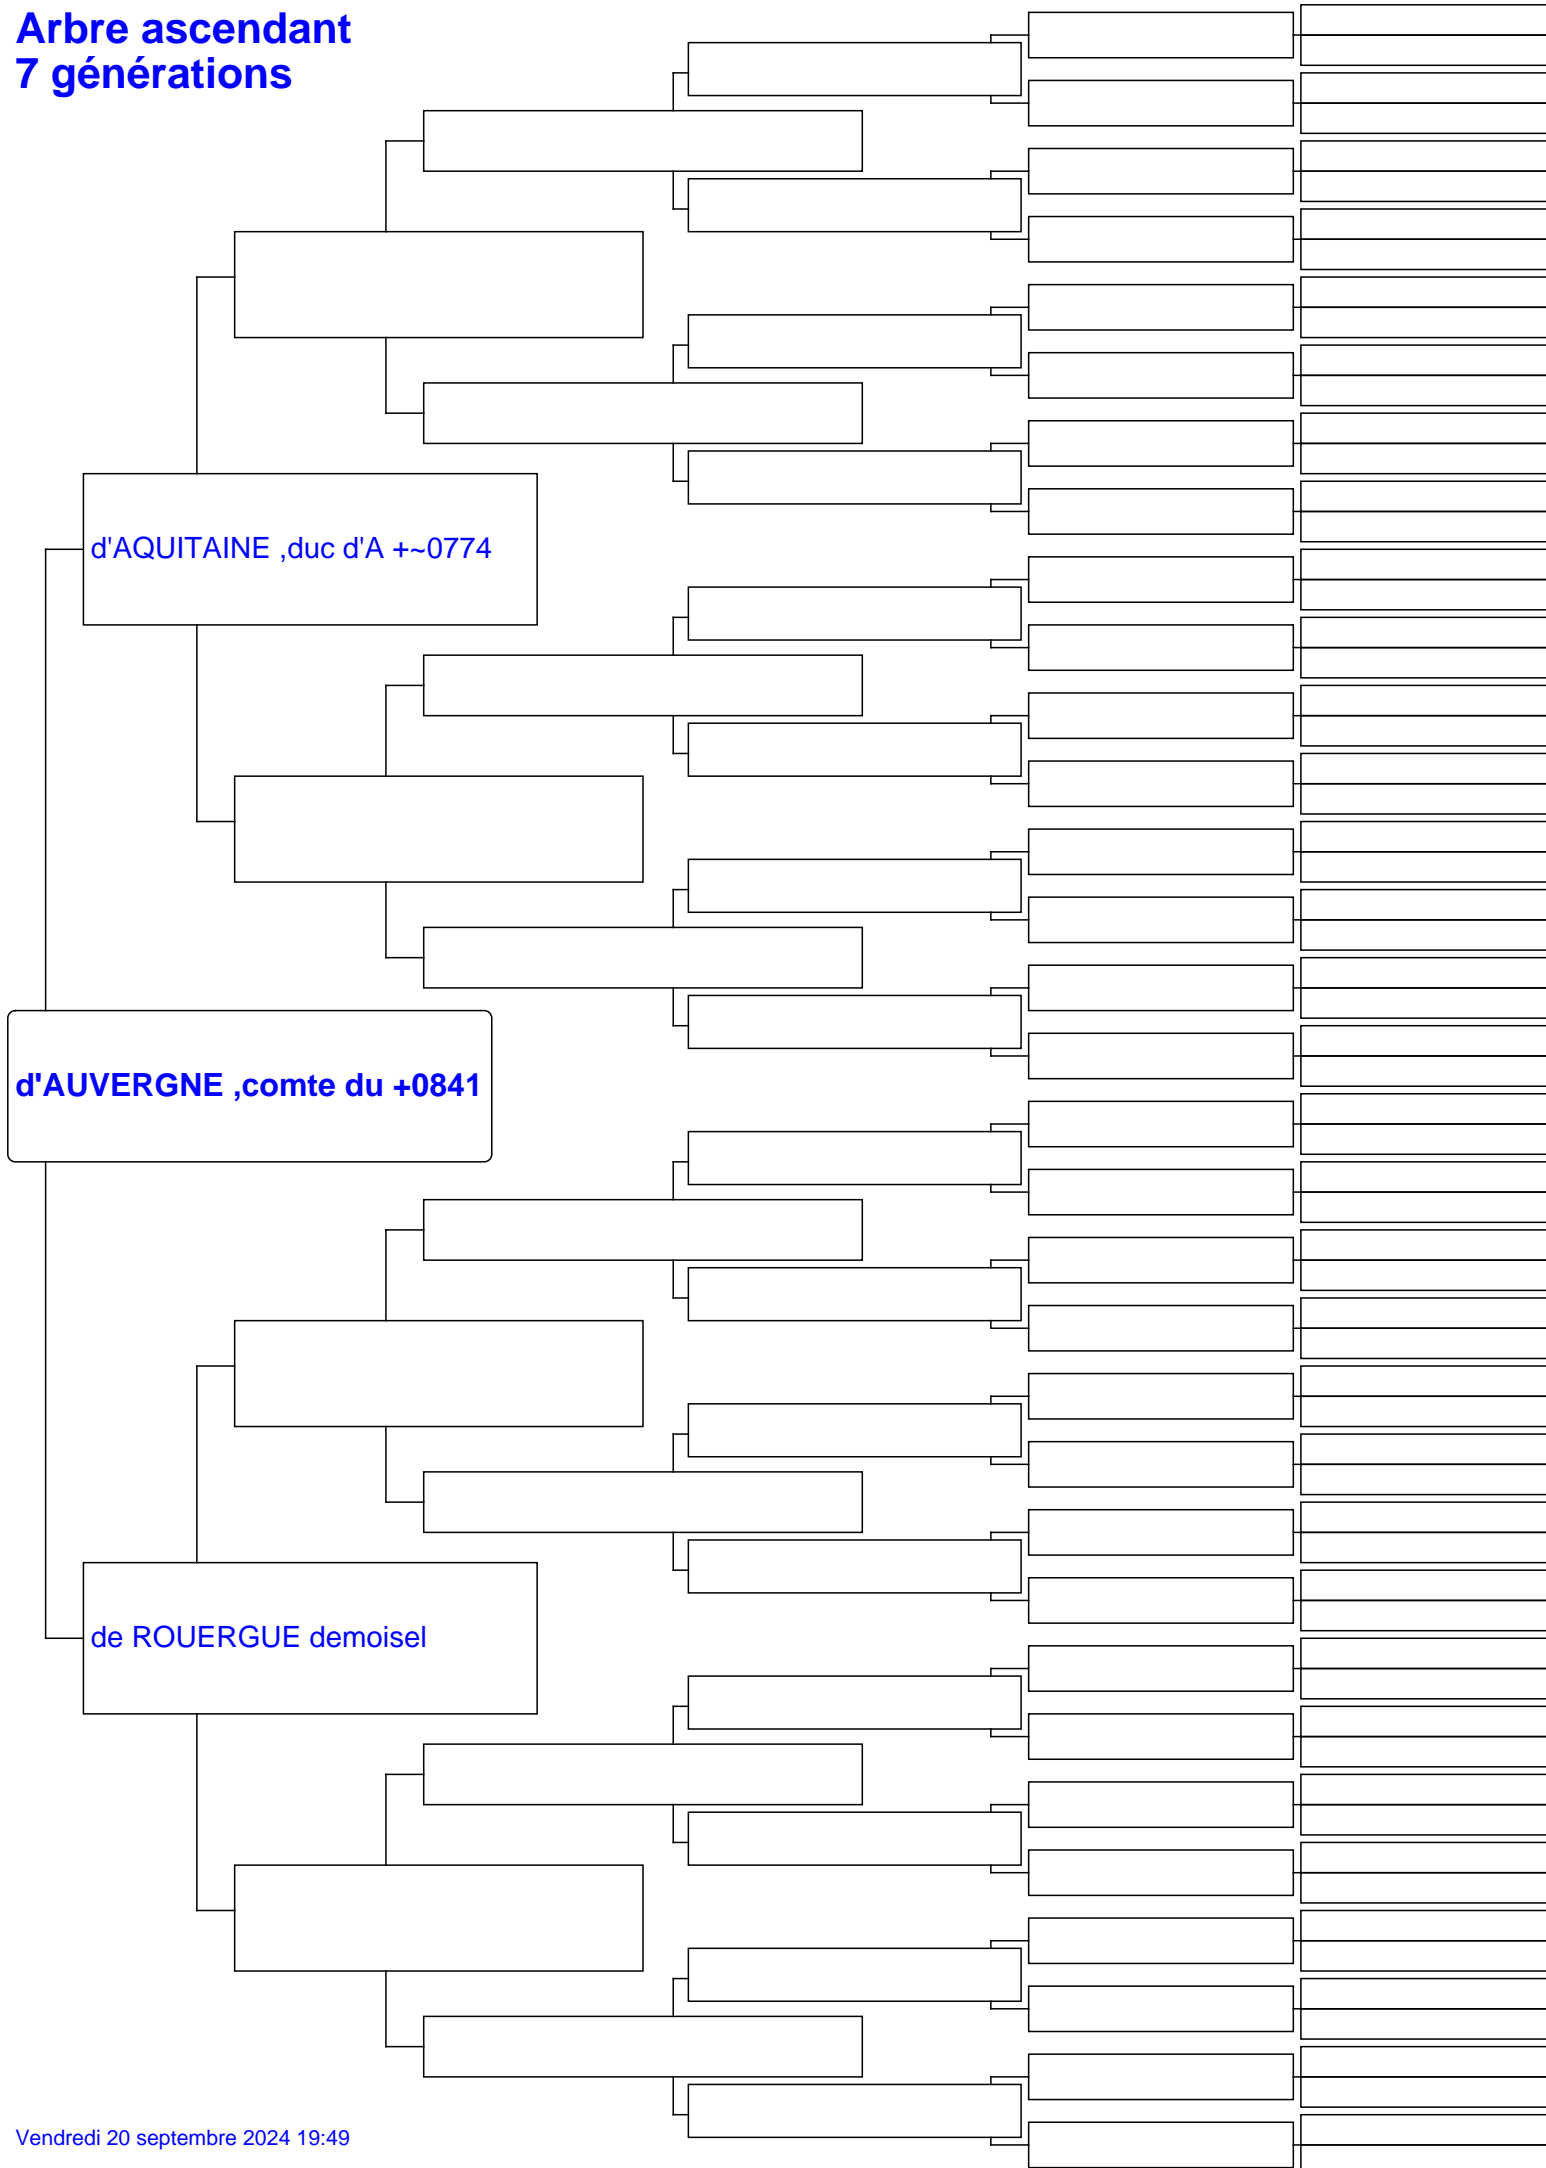 Arbre ascendant
7 générations
d'AQUITAINE ,duc d'A +~0774
d'AUVERGNE ,comte du +0841
de ROUERGUE demoisel
Vendredi 20 septembre 2024 19:49